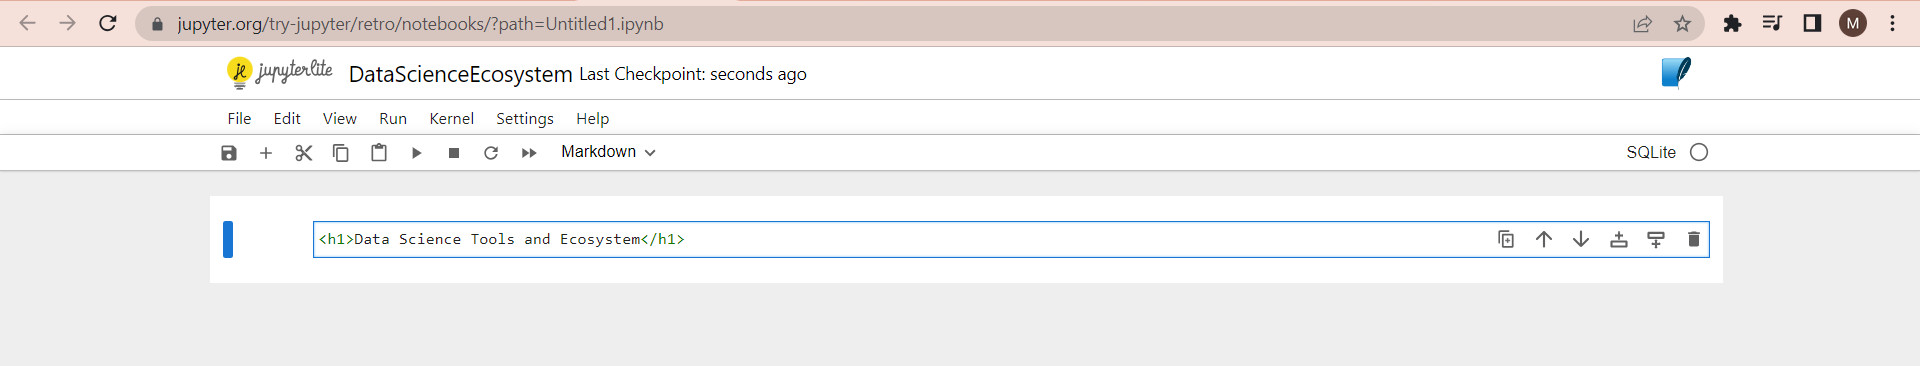 jupyter.org/try-jupyter/retro/notebooks/?path=Untitled1.ipynb
M
jupyterlite DataScienceEcosystem Last Checkpoint: seconds ago
File Edit View Run Kernel Settings Help
Markdown SQLite
<h1>Data Science Tools and Ecosystem</h1>